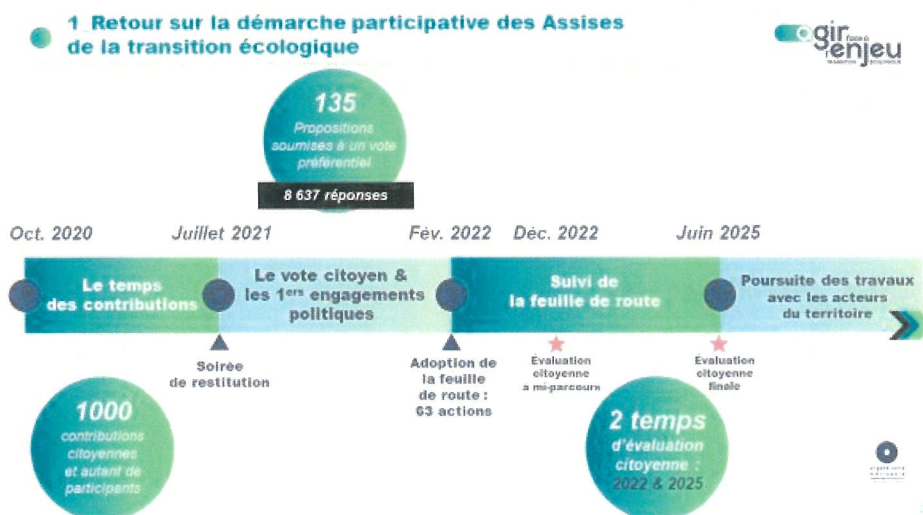 1 Retour sur la démarche participative des Assises
de la transition écologique
agir face à
l'enjeu
TRANSITION ÉCOLOGIQUE
135
Propositions
soumises à un vote
préférentiel
8 637 réponses
Oct. 2020
Juillet 2021
Fév. 2022
Déc. 2022
Juin 2025
Le temps
des contributions
Le vote citoyen &
les 1ers engagements
politiques
Suivi de
la feuille de route
Poursuite des travaux
avec les acteurs
du territoire
Soirée
de restitution
Adoption de
la feuille
de route :
63 actions
Évaluation
citoyenne
a mi-parcours
Évaluation
citoyenne
finale
1000
contributions
citoyennes
et autant de
participants
2 temps
d'évaluation
citoyenne :
2022 & 2025